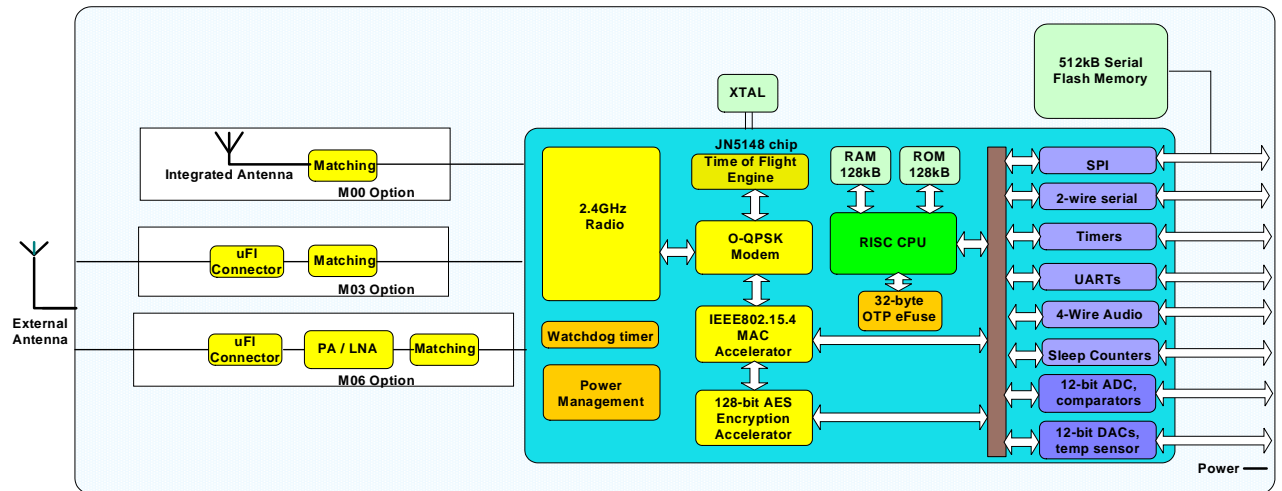 512kB Serial
Flash Memory
XTAL
JN5148 chip
Integrated Antenna
Matching
M00 Option
uFl
Connector
Matching
M03 Option
External
Antenna
uFl
Connector
PA / LNA
Matching
M06 Option
2.4GHz
Radio
Watchdog timer
Power
Management
Time of Flight
Engine
O-QPSK
Modem
IEEE802.15.4
MAC
Accelerator
128-bit AES
Encryption
Accelerator
RAM
128kB
ROM
128kB
RISC CPU
32-byte
OTP eFuse
SPI
2-wire serial
Timers
UARTs
4-Wire Audio
Sleep Counters
12-bit ADC,
comparators
12-bit DACs,
temp sensor
Power